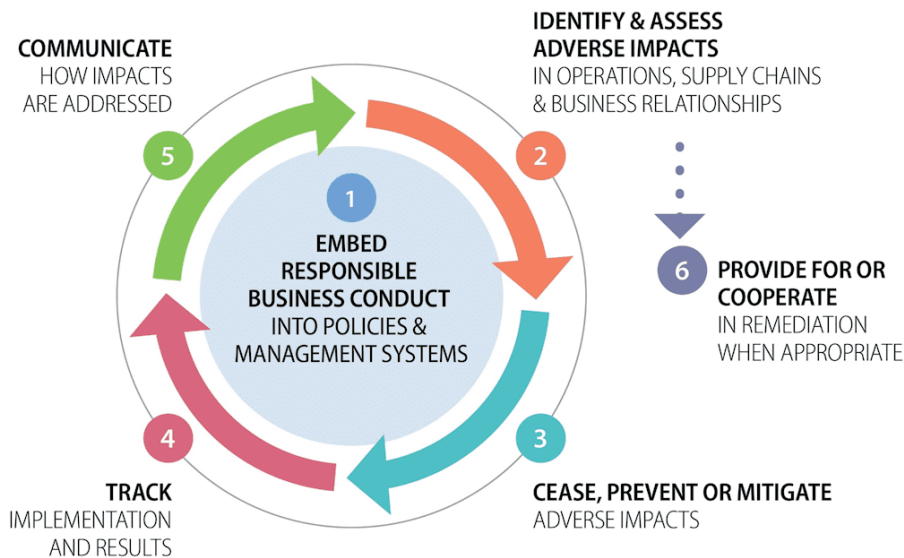 1
EMBED
RESPONSIBLE
BUSINESS CONDUCT
INTO POLICIES &
MANAGEMENT SYSTEMS
2
IDENTIFY & ASSESS
ADVERSE IMPACTS
IN OPERATIONS, SUPPLY CHAINS
& BUSINESS RELATIONSHIPS
3
CEASE, PREVENT OR MITIGATE
ADVERSE IMPACTS
4
TRACK
IMPLEMENTATION
AND RESULTS
5
COMMUNICATE
HOW IMPACTS
ARE ADDRESSED
6
PROVIDE FOR OR
COOPERATE
IN REMEDIATION
WHEN APPROPRIATE